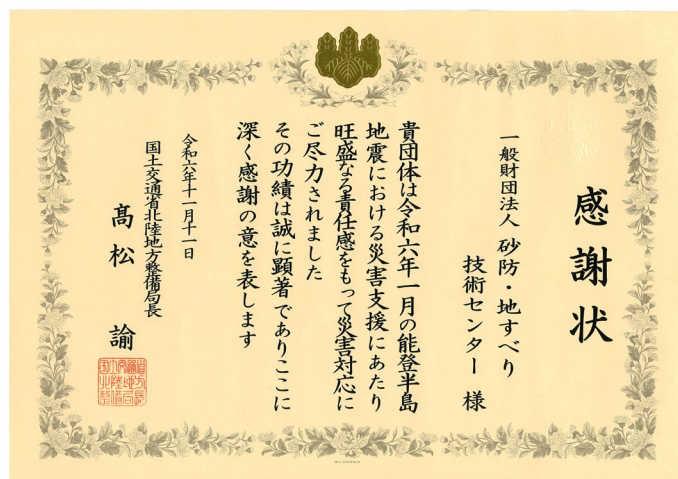 感謝状
一般財団法人 砂防・地すべり
技術センター 様
貴団体は令和六年一月の能登半島
地震における災害支援にあたり
旺盛なる責任感をもって災害対応に
ご尽力されました
その功績は誠に顕著でありここに
深く感謝の意を表します
令和六年十一月十一日
国土交通省北陸地方整備局長
髙松 諭